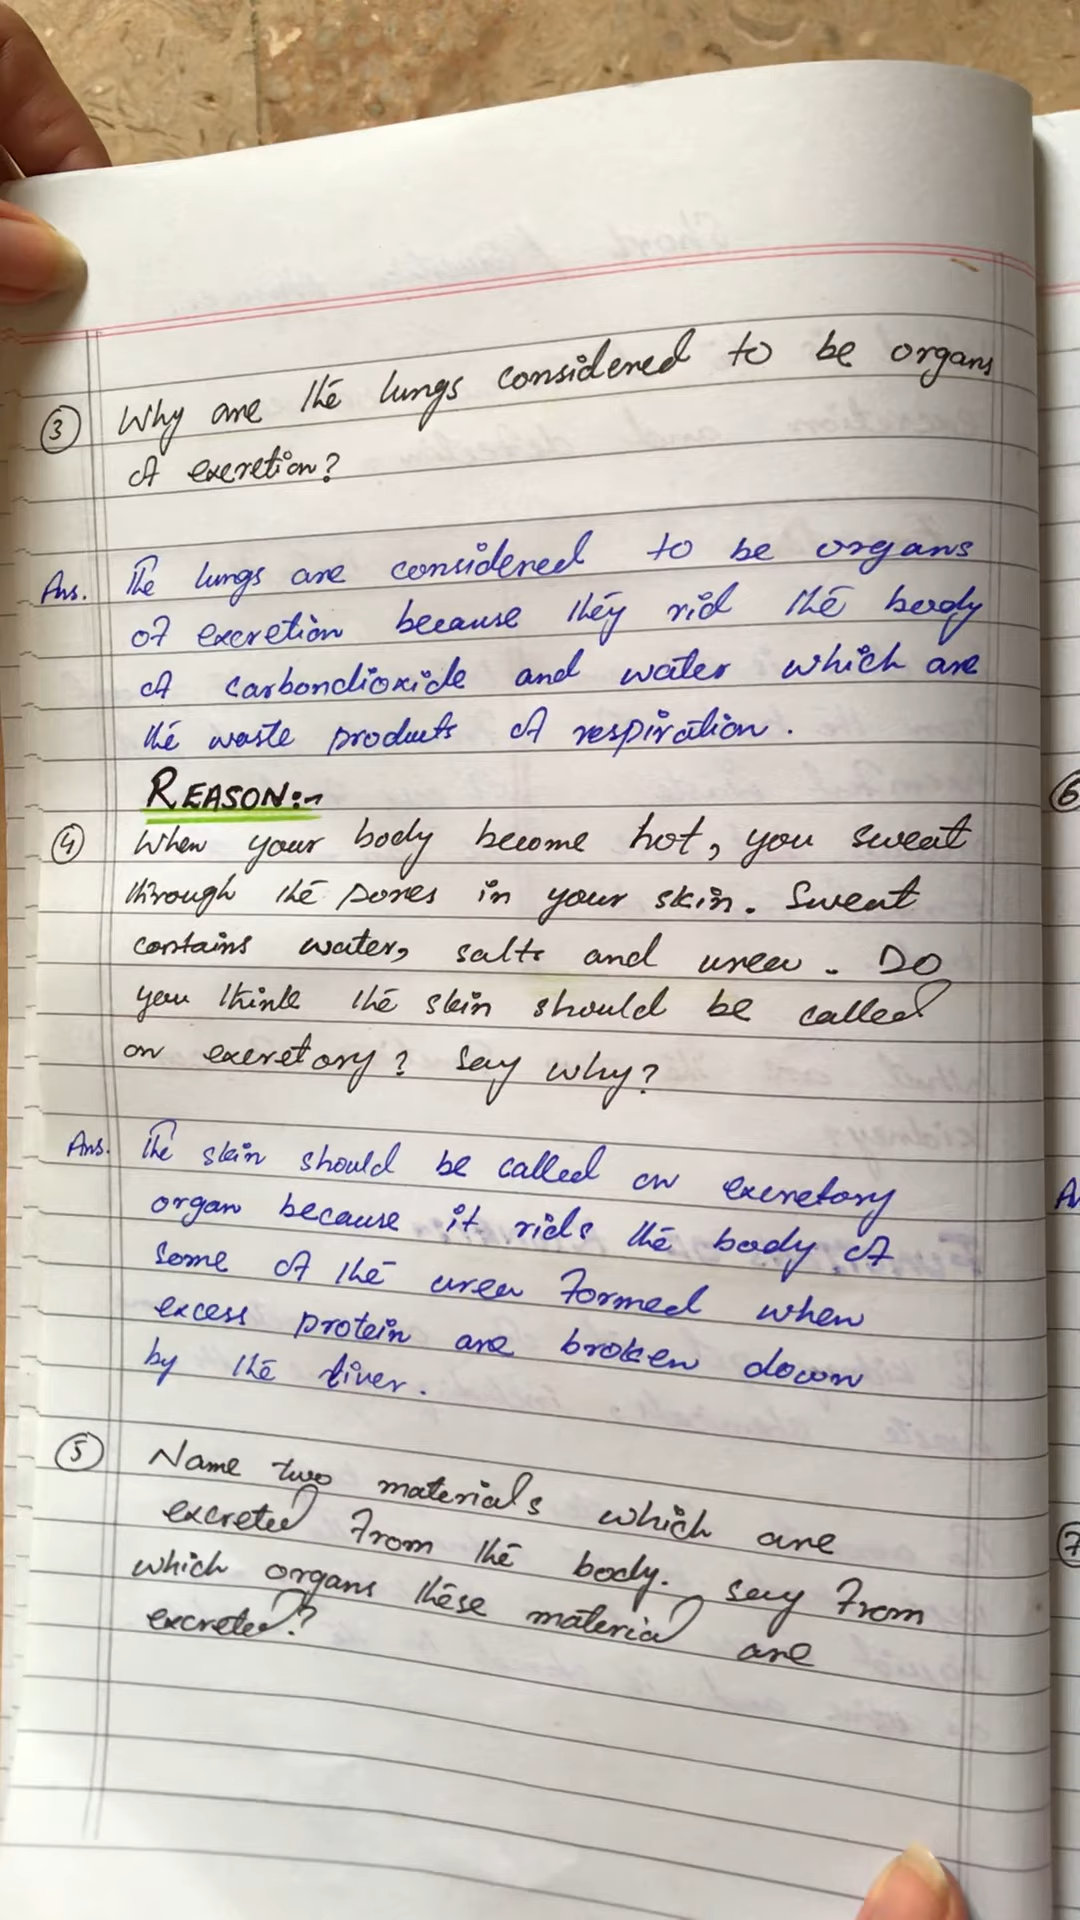 ③ Why are the lungs considered to be organs
of excretion?
Ans. The lungs are considered to be organs
of excretion because they rid the body
of carbondioxide and water which are
the waste products of respiration.
REASON:-
④ When your body become hot, you sweat
through the pores in your skin. Sweat
contains water, salts and urea. Do
you think the skin should be called
an excretory? Say why?
Ans. The skin should be called an excretory
organ because it rids the body of
some of the urea formed when
excess protein are broken down
by the liver.
⑤ Name two materials which are
excreted from the body. Say from
which organs these material are
excreted?
⑥
A
⑦